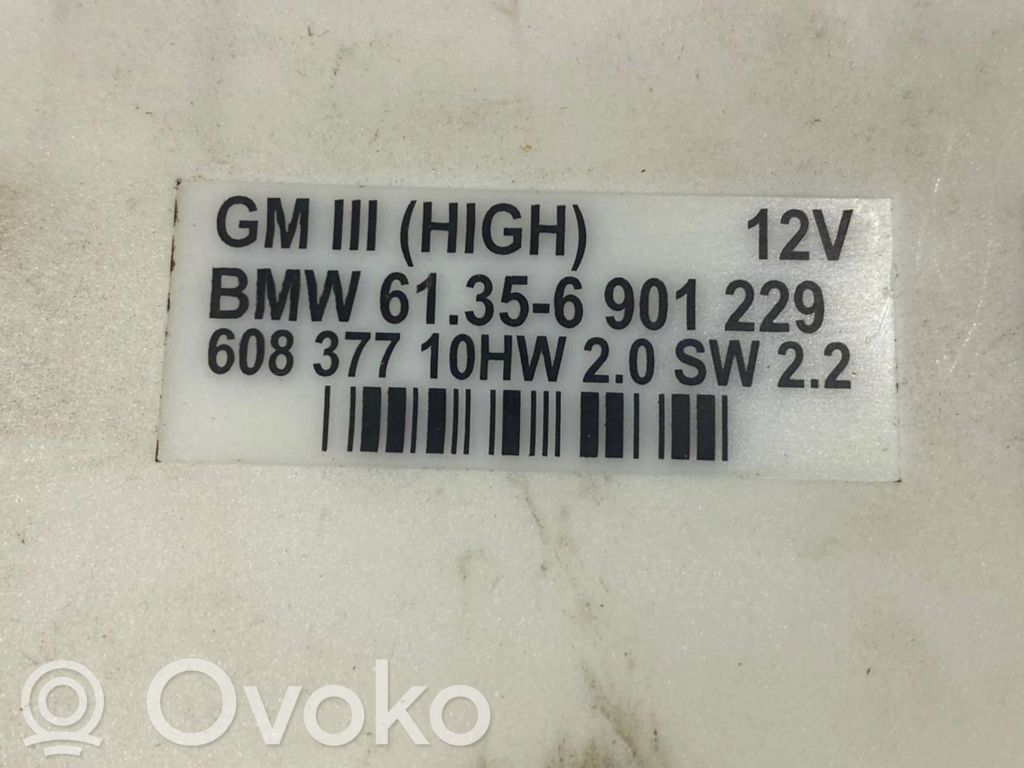 GM III (HIGH) 12V
BMW 61.35-6 901 229
608 377 10HW 2.0 SW 2.2
Ovoko